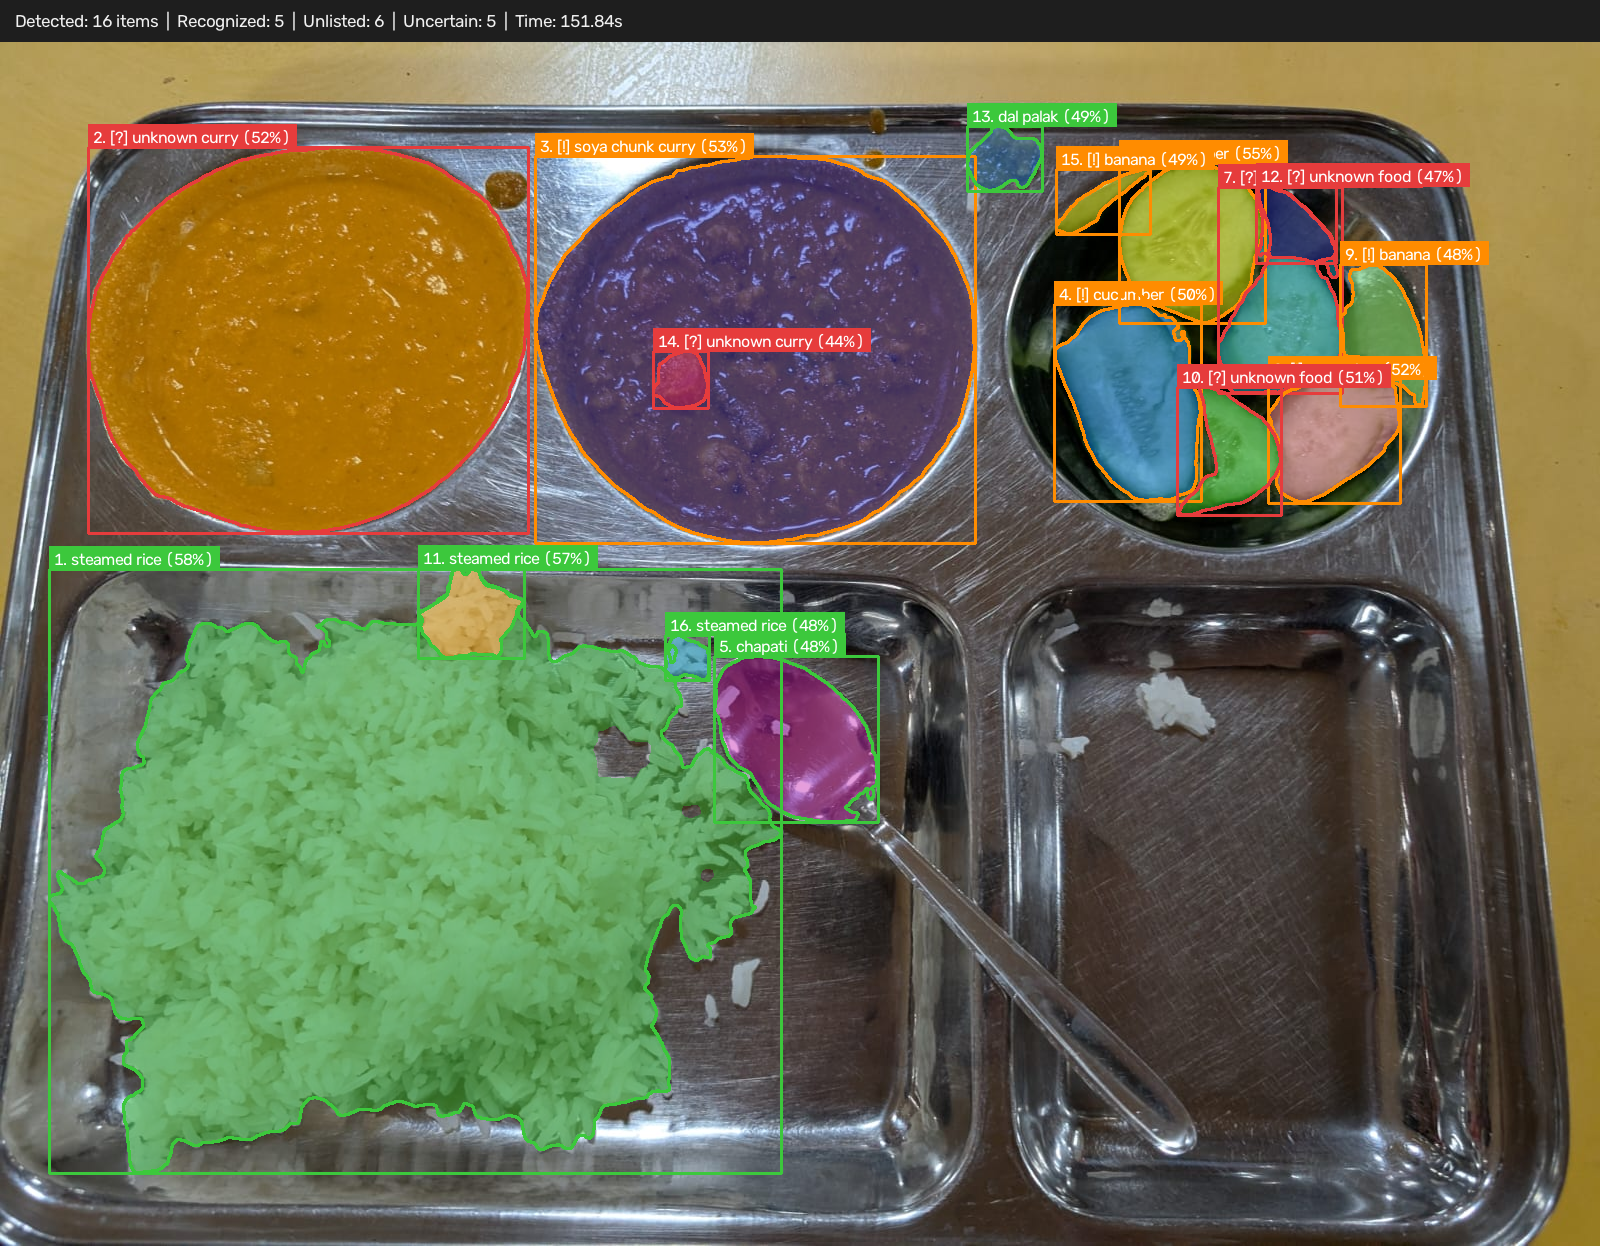 Detected: 16 items | Recognized: 5 | Unlisted: 6 | Uncertain: 5 | Time: 151.84s
13. dal palak (49%)
2. [?] unknown curry (52%)
3. [!] soya chunk curry (53%)
15. [!] banana (49%)
er (55%)
7. [?]
12. [?] unknown food (47%)
9. [!] banana (48%)
4. [!] cucumber (50%)
14. [?] unknown curry (44%)
52%
10. [?] unknown food (51%)
1. steamed rice (58%)
11. steamed rice (57%)
16. steamed rice (48%)
5. chapati (48%)